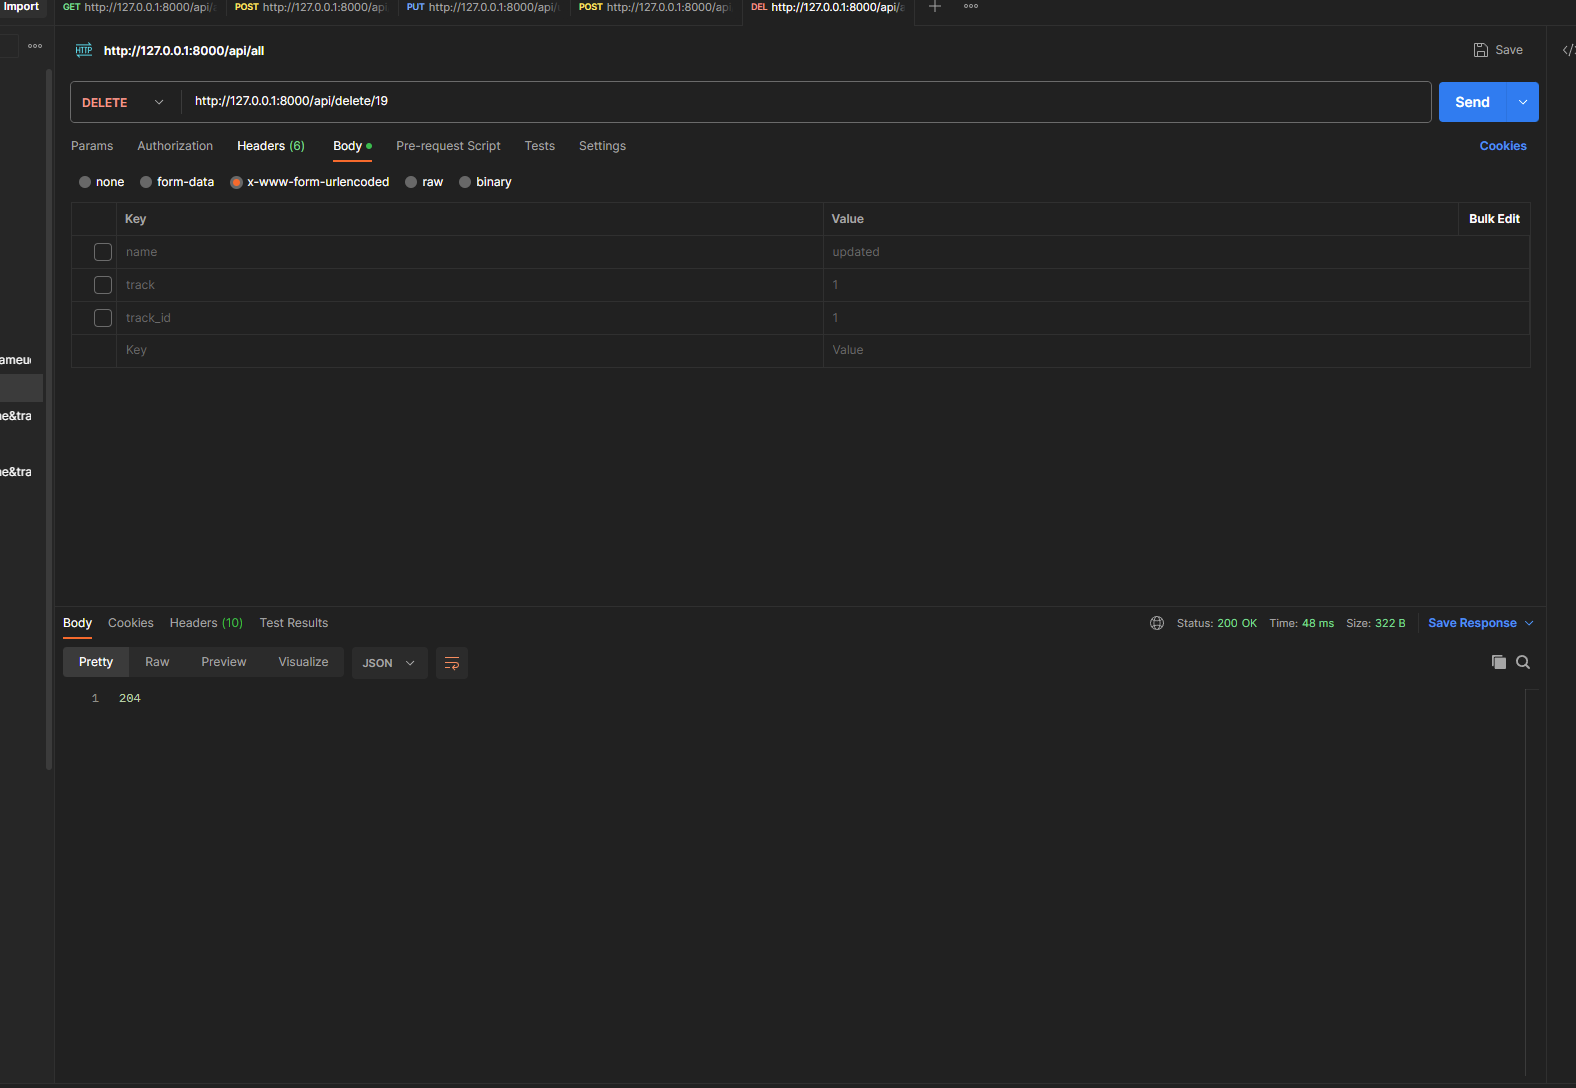 Import
GET http://127.0.0.1:8000/api/
POST http://127.0.0.1:8000/api
PUT http://127.0.0.1:8000/api/
POST http://127.0.0.1:8000/api
DEL http://127.0.0.1:8000/api/
HTTP http://127.0.0.1:8000/api/all
Save
DELETE http://127.0.0.1:8000/api/delete/19
Send
Params Authorization Headers (6) Body Pre-request Script Tests Settings Cookies
none form-data x-www-form-urlencoded raw binary
Key Value Bulk Edit
name updated
track 1
track_id 1
Key Value
ameu
e&tra
e&tra
Body Cookies Headers (10) Test Results Status: 200 OK Time: 48 ms Size: 322 B Save Response
Pretty Raw Preview Visualize JSON
1 204